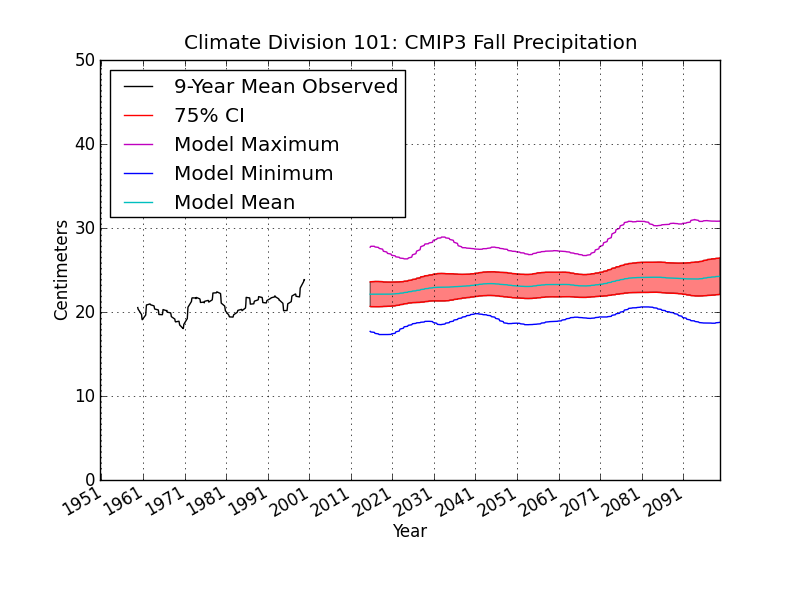 Climate Division 101: CMIP3 Fall Precipitation
50
40
30
20
10
0
Centimeters
9-Year Mean Observed
75% CI
Model Maximum
Model Minimum
Model Mean
1951 1961 1971 1981 1991 2001 2011 2021 2031 2041 2051 2061 2071 2081 2091
Year